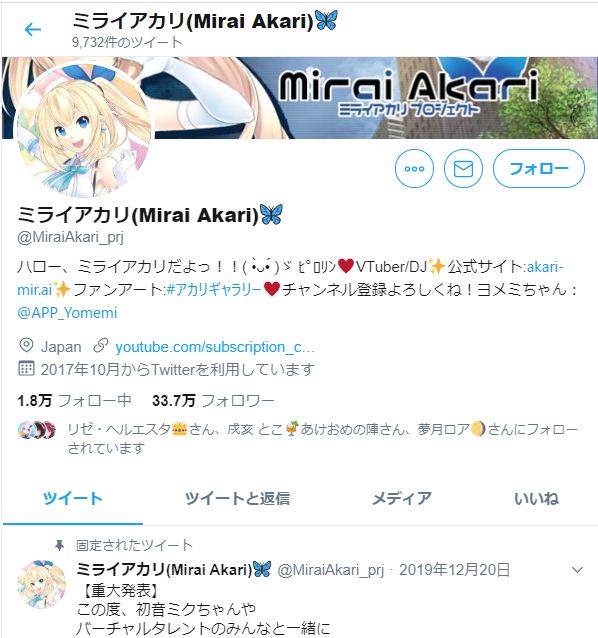 ミライアカリ(Mirai Akari)🦋
9,732件のツイート
Mirai Akari
ミライアカリ プロジェクト
フォロー
ミライアカリ(Mirai Akari)🦋
@MiraiAkari_prj
ハロー、ミライアカリだよっ！！( •̀ᴗ•́ )ゞﾋﾟﾛﾘﾝ♥VTuber/DJ✨公式サイト:akari-
mir.ai✨ファンアート:#アカリギャラリー♥チャンネル登録よろしくね！ヨメミちゃん：
@APP_Yomemi
Japan youtube.com/subscription_c…
2017年10月からTwitterを利用しています
1.8万 フォロー中 33.7万 フォロワー
リゼ・ヘルエスタ👑さん、戌亥 とこ🍹あけおめの陣さん、夢月ロア🌖さんにフォロー
されています
ツイート ツイートと返信 メディア いいね
固定されたツイート
ミライアカリ(Mirai Akari)🦋 @MiraiAkari_prj · 2019年12月20日
【重大発表】
この度、初音ミクちゃんや
バーチャルタレントのみんなと一緒に